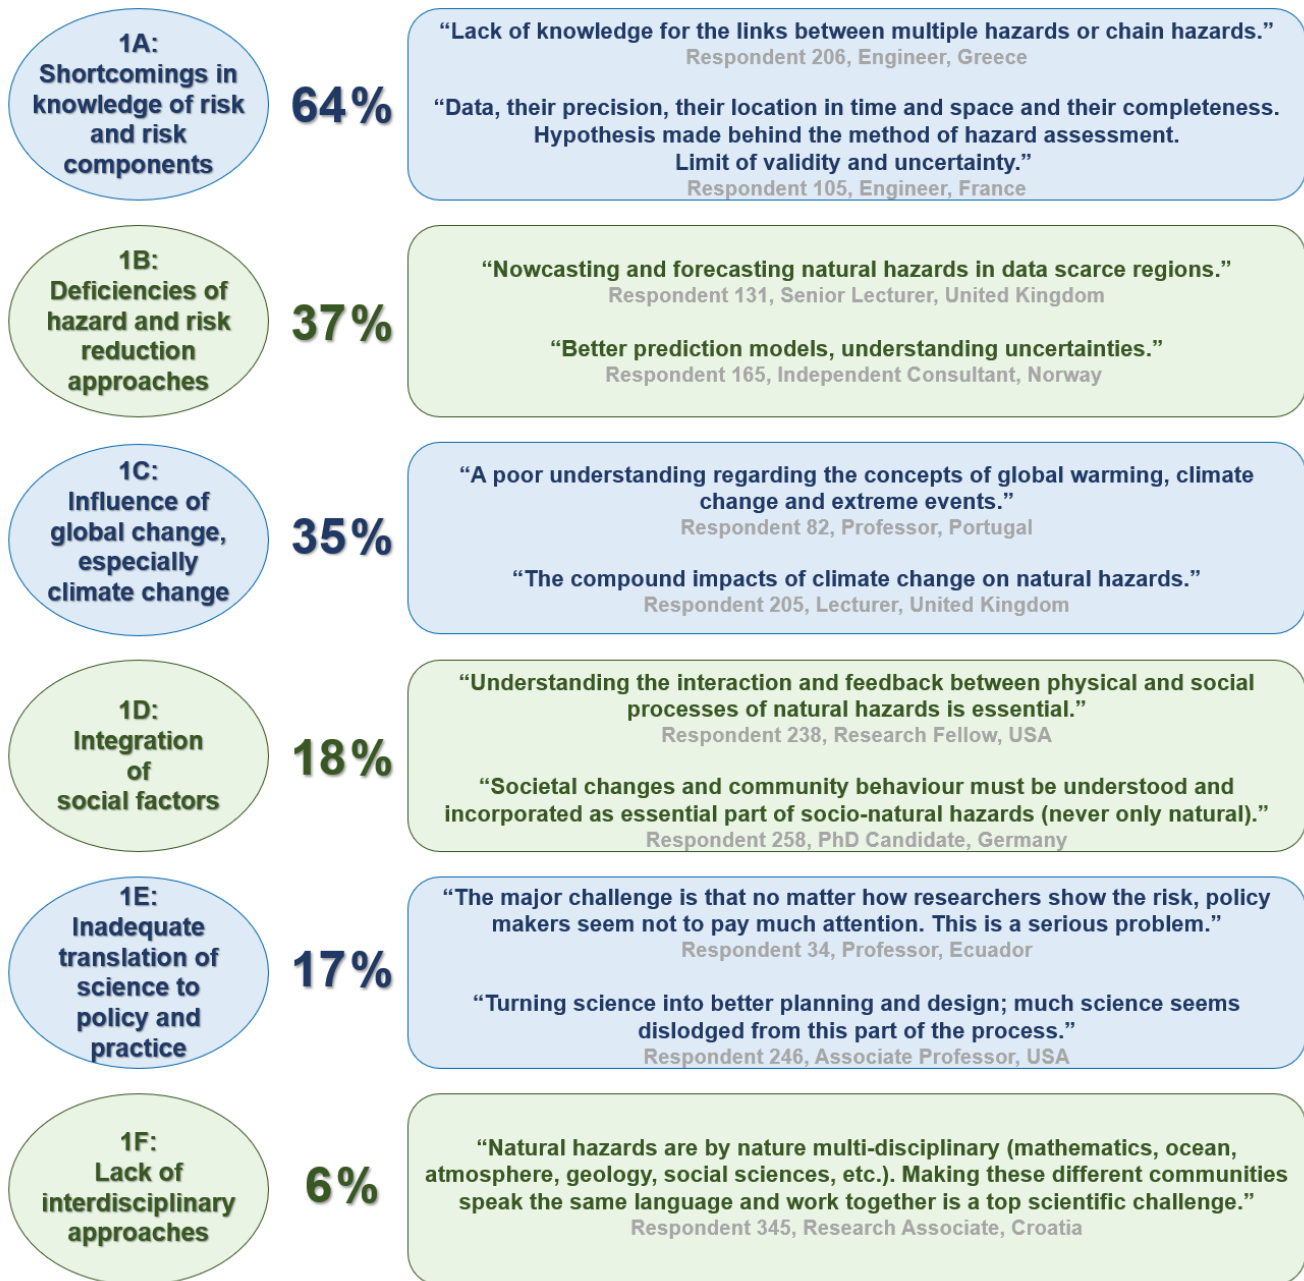 1A:
Shortcomings in
knowledge of risk
and risk
components
64%
“Lack of knowledge for the links between multiple hazards or chain hazards.”
Respondent 206, Engineer, Greece
“Data, their precision, their location in time and space and their completeness.
Hypothesis made behind the method of hazard assessment.
Limit of validity and uncertainty.”
Respondent 105, Engineer, France
1B:
Deficiencies of
hazard and risk
reduction
approaches
37%
“Nowcasting and forecasting natural hazards in data scarce regions.”
Respondent 131, Senior Lecturer, United Kingdom
“Better prediction models, understanding uncertainties.”
Respondent 165, Independent Consultant, Norway
1C:
Influence of
global change,
especially
climate change
35%
“A poor understanding regarding the concepts of global warming, climate
change and extreme events.”
Respondent 82, Professor, Portugal
“The compound impacts of climate change on natural hazards.”
Respondent 205, Lecturer, United Kingdom
1D:
Integration
of
social factors
18%
“Understanding the interaction and feedback between physical and social
processes of natural hazards is essential.”
Respondent 238, Research Fellow, USA
“Societal changes and community behaviour must be understood and
incorporated as essential part of socio-natural hazards (never only natural).”
Respondent 258, PhD Candidate, Germany
1E:
Inadequate
translation of
science to
policy and
practice
17%
“The major challenge is that no matter how researchers show the risk, policy
makers seem not to pay much attention. This is a serious problem.”
Respondent 34, Professor, Ecuador
“Turning science into better planning and design; much science seems
dislodged from this part of the process.”
Respondent 246, Associate Professor, USA
1F:
Lack of
interdisciplinary
approaches
6%
“Natural hazards are by nature multi-disciplinary (mathematics, ocean,
atmosphere, geology, social sciences, etc.). Making these different communities
speak the same language and work together is a top scientific challenge.”
Respondent 345, Research Associate, Croatia